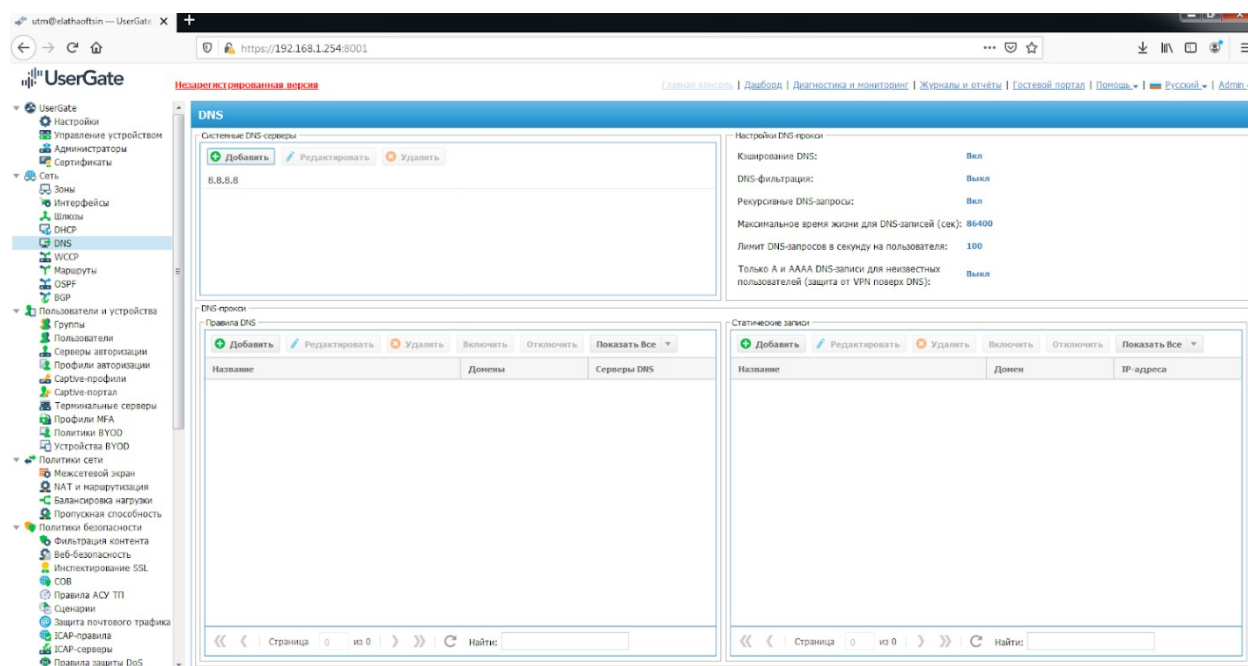 utm@elathaoftsin — UserGate
https://192.168.1.254:8001
UserGate
Незарегистрированная версия
Главная консоль | Дашборд | Диагностика и мониторинг | Журналы и отчёты | Гостевой портал | Помощь | Русский | Admin
UserGate
Настройки
Управление устройством
Администраторы
Сертификаты
Сеть
Зоны
Интерфейсы
Шлюзы
DHCP
DNS
WCCP
Маршруты
OSPF
BGP
Пользователи и устройства
Группы
Пользователи
Серверы авторизации
Профили авторизации
Captive-профили
Captive-портал
Терминальные серверы
Профили MFA
Политики BYOD
Устройства BYOD
Политики сети
Межсетевой экран
NAT и маршрутизация
Балансировка нагрузки
Пропускная способность
Политики безопасности
Фильтрация контента
Веб-безопасность
Инспектирование SSL
СОВ
Правила АСУ ТП
Сценарии
Защита почтового трафика
ICAP-правила
ICAP-серверы
Правила защиты DoS
DNS
Системные DNS-серверы
Добавить Редактировать Удалить
8.8.8.8
Настройки DNS-прокси
Кэширование DNS: Вкл
DNS-фильтрация: Выкл
Рекурсивные DNS-запросы: Вкл
Максимальное время жизни для DNS-записей (сек): 86400
Лимит DNS-запросов в секунду на пользователя: 100
Только A и AAAA DNS-записи для неизвестных
пользователей (защита от VPN поверх DNS): Выкл
DNS-прокси
Правила DNS
Добавить Редактировать Удалить Включить Отключить Показать Все
Название Домены Серверы DNS
Страница 0 из 0 Найти:
Статические записи
Добавить Редактировать Удалить Включить Отключить Показать Все
Название Домен IP-адреса
Страница 0 из 0 Найти: